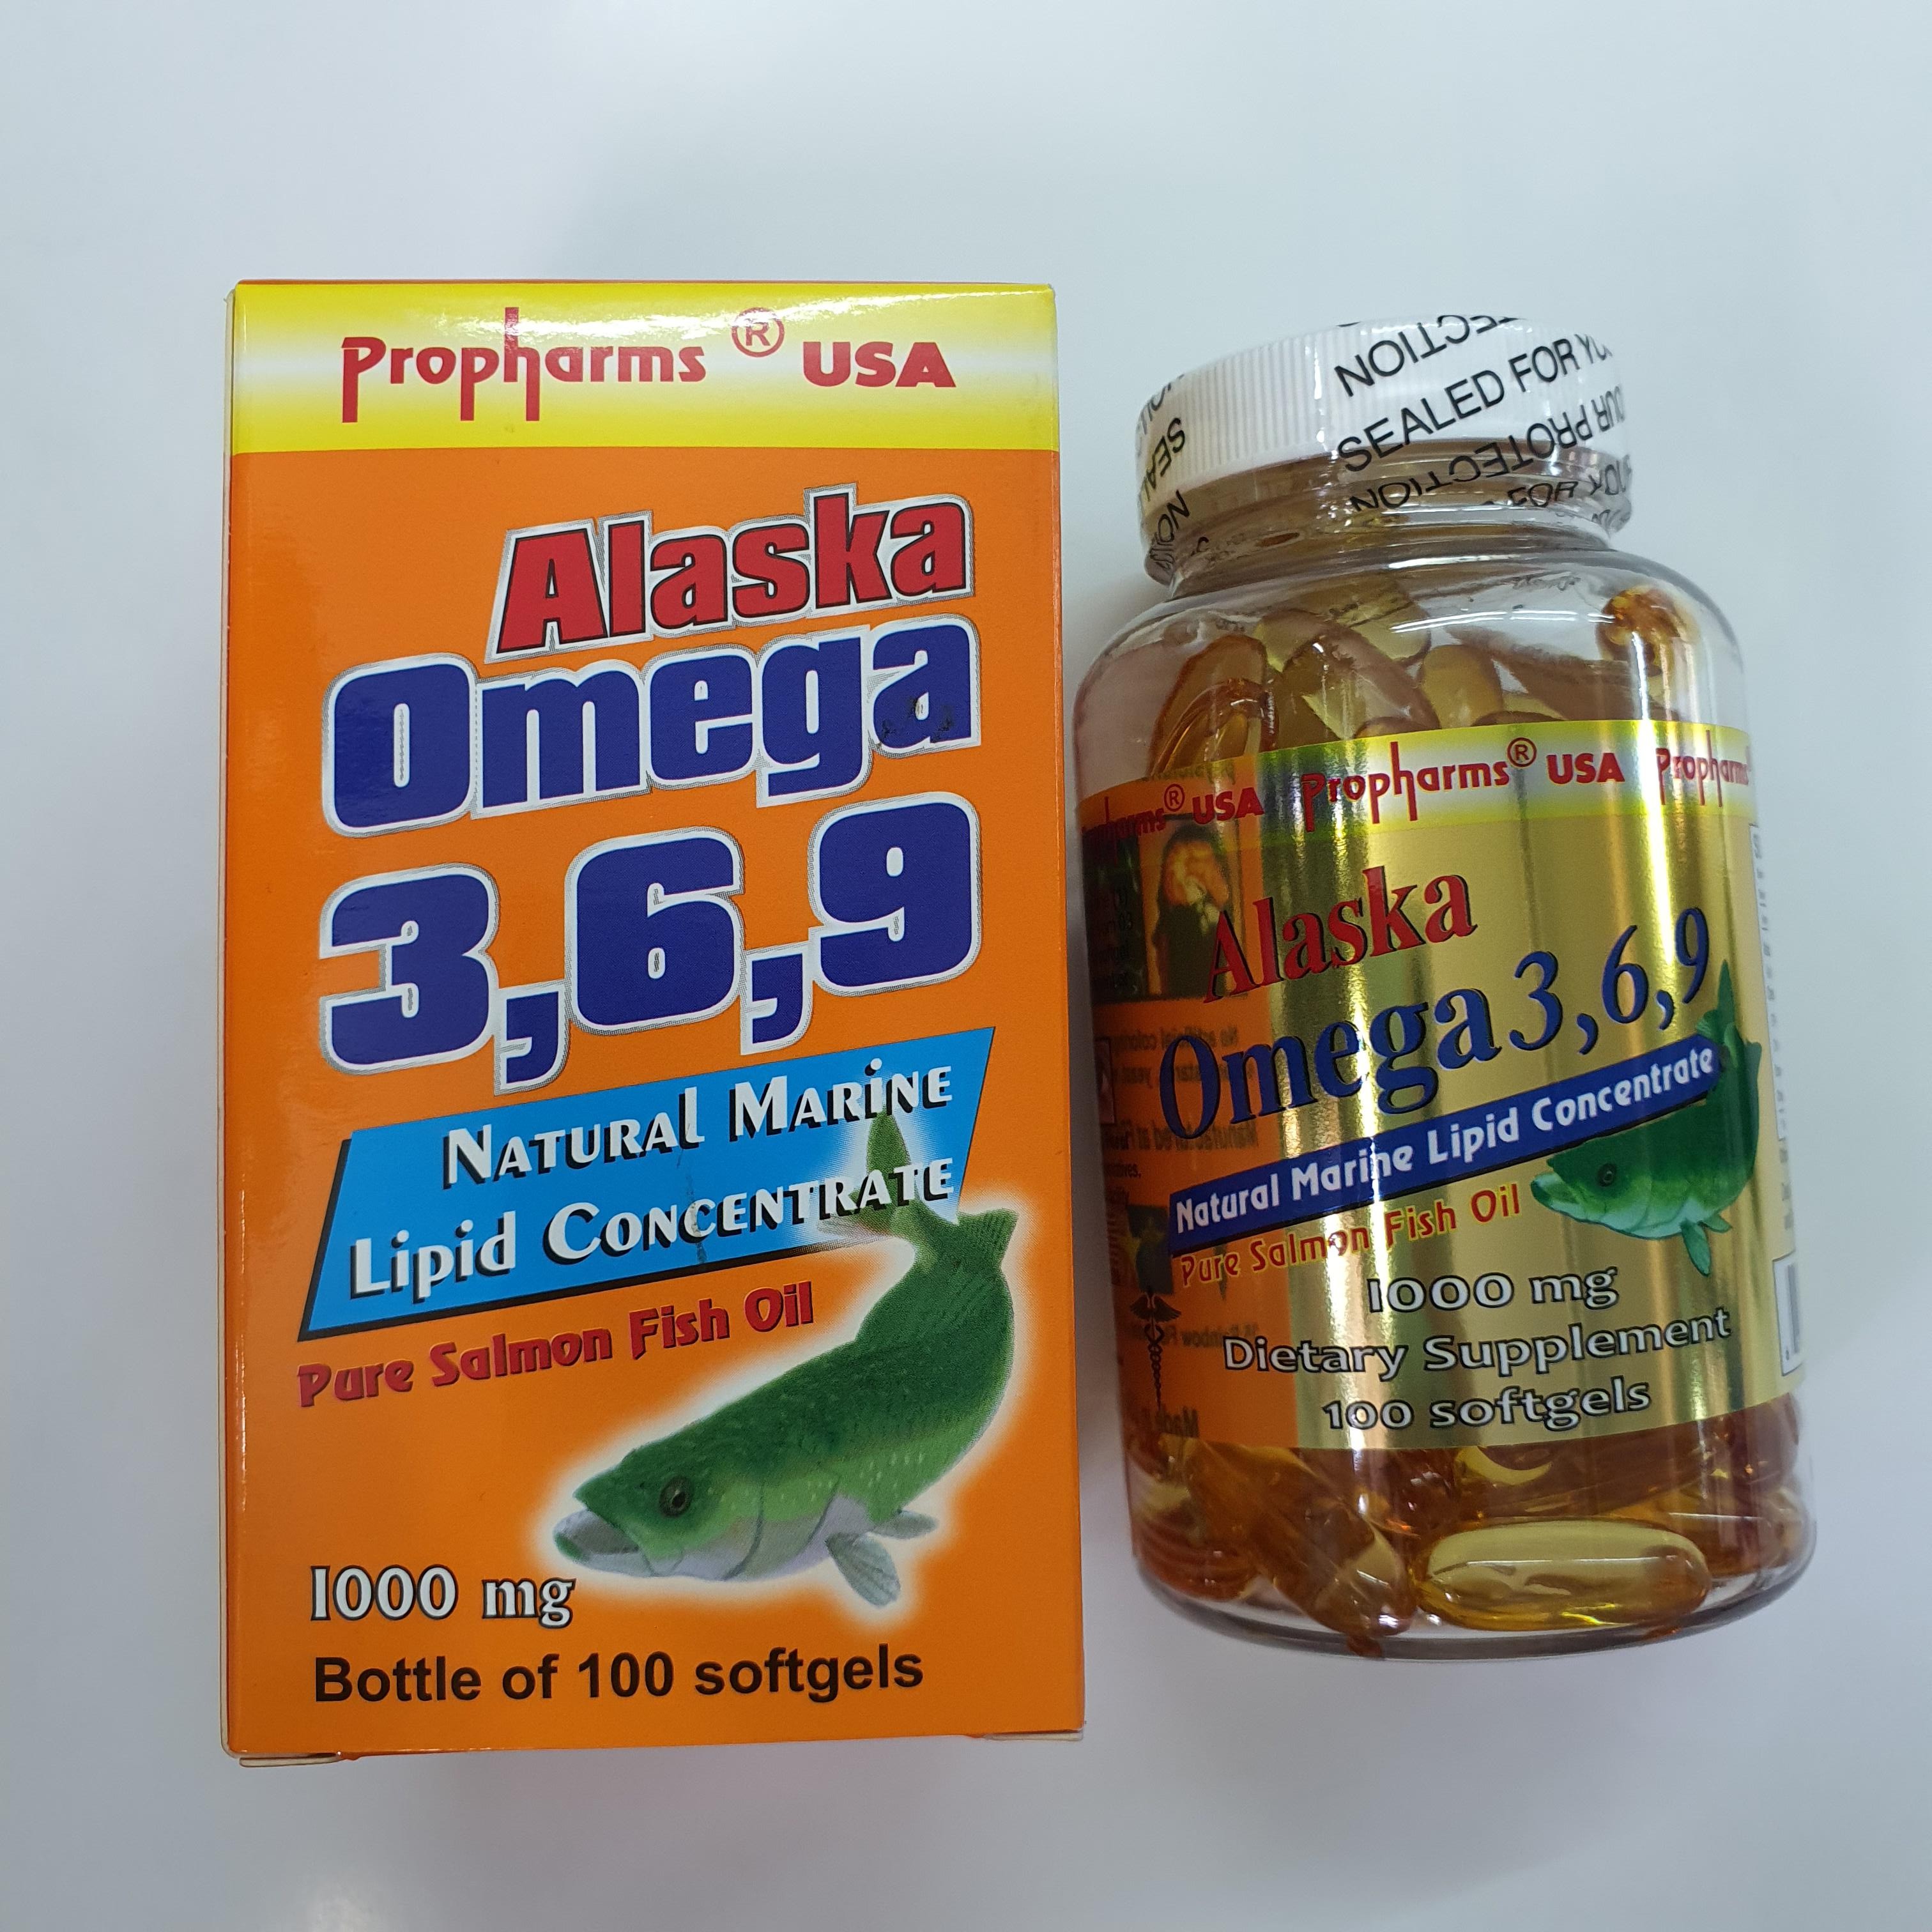 Propharms ® USA
Alaska
Omega
3,6,9
NATURAL MARINE
Lipid CONCENTRATE
Pure Salmon Fish Oil
1000 mg
Bottle of 100 softgels
SEALED FOR
PROTECTION
® USA Propharms ® USA Propharms
Alaska
Omega 3,6,9
Natural Marine Lipid Concentrate
Pure Salmon Fish Oil
1000 mg
Dietary Supplement
100 softgels